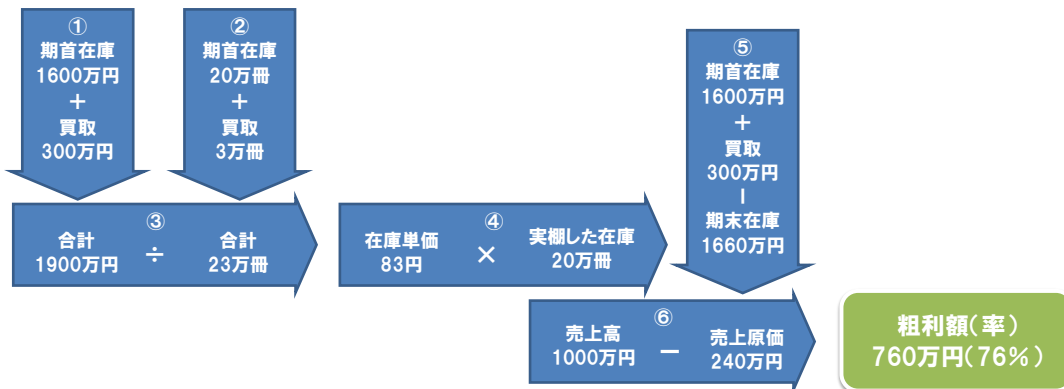 ①
期首在庫
1600万円
＋
買取
300万円
②
期首在庫
20万冊
＋
買取
3万冊
③
合計
1900万円
÷
合計
23万冊
④
在庫単価
83円
×
実棚した在庫
20万冊
⑤
期首在庫
1600万円
＋
買取
300万円
－
期末在庫
1660万円
⑥
売上高
1000万円
－
売上原価
240万円
粗利額（率）
760万円（76％）